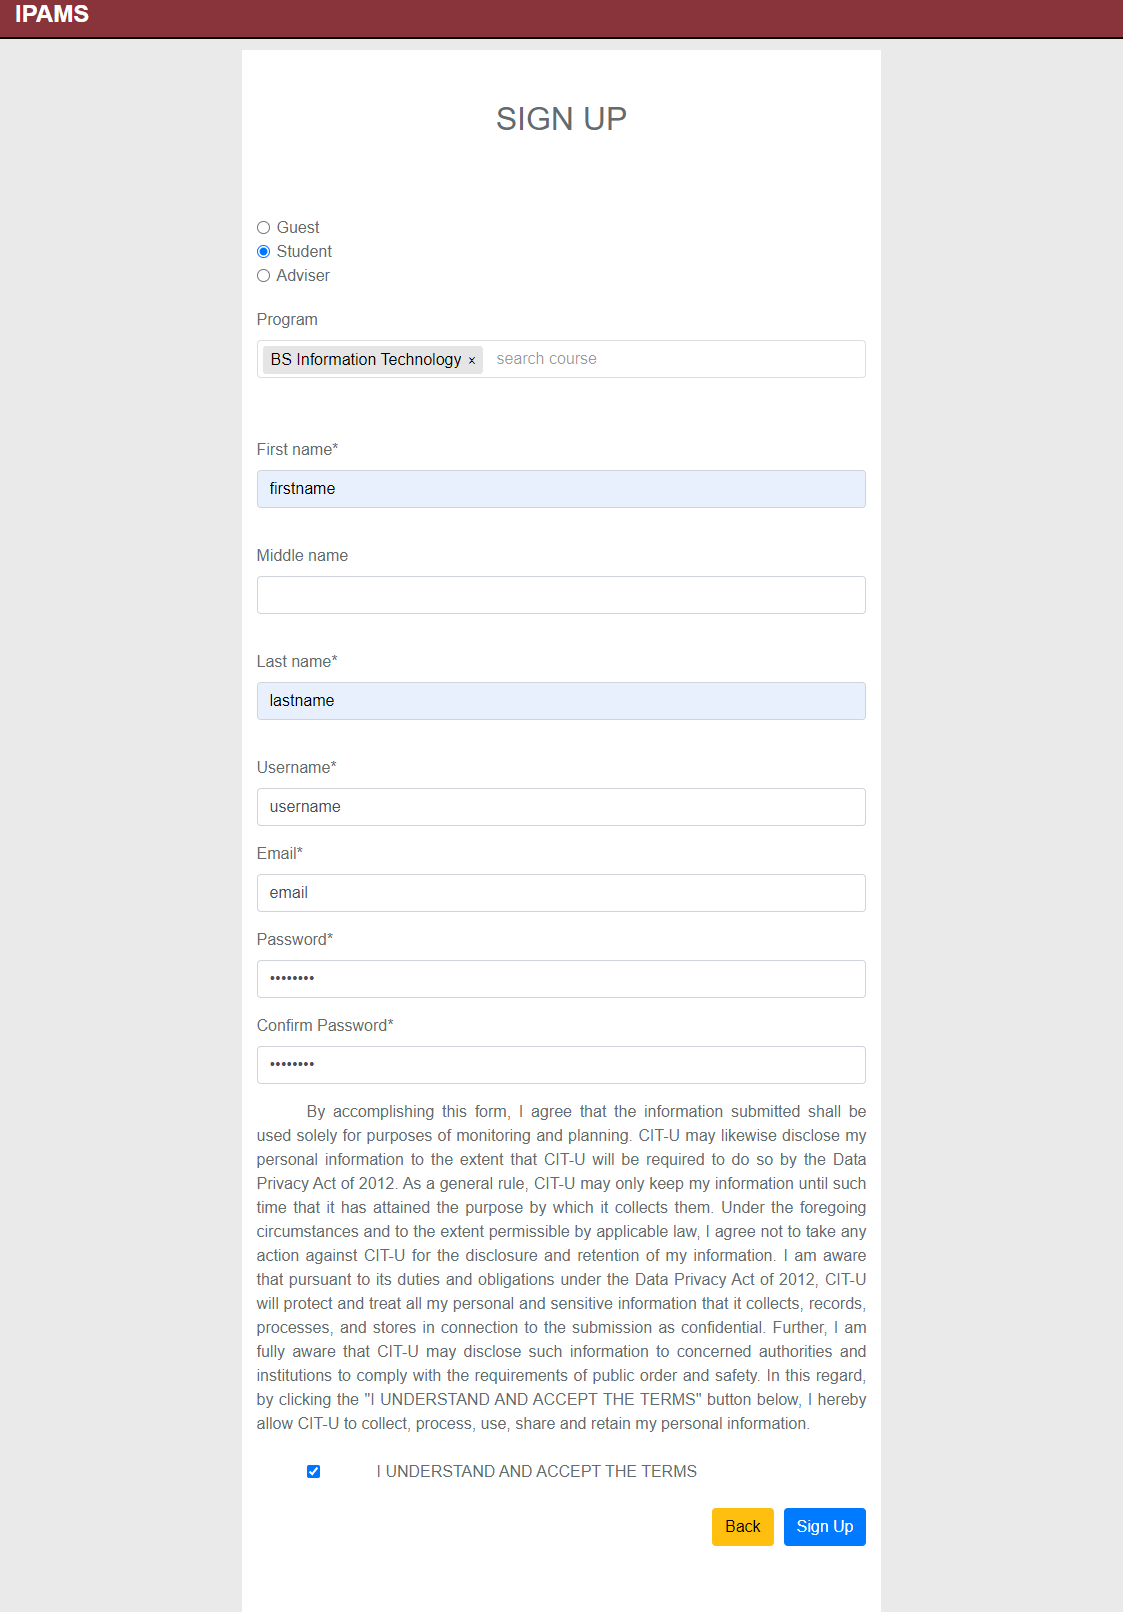 IPAMS
SIGN UP
Guest
Student
Adviser
Program
BS Information Technology × search course
First name*
firstname
Middle name
Last name*
lastname
Username*
username
Email*
email
Password*
••••••••
Confirm Password*
••••••••
By accomplishing this form, I agree that the information submitted shall be
used solely for purposes of monitoring and planning. CIT-U may likewise disclose my
personal information to the extent that CIT-U will be required to do so by the Data
Privacy Act of 2012. As a general rule, CIT-U may only keep my information until such
time that it has attained the purpose by which it collects them. Under the foregoing
circumstances and to the extent permissible by applicable law, I agree not to take any
action against CIT-U for the disclosure and retention of my information. I am aware
that pursuant to its duties and obligations under the Data Privacy Act of 2012, CIT-U
will protect and treat all my personal and sensitive information that it collects, records,
processes, and stores in connection to the submission as confidential. Further, I am
fully aware that CIT-U may disclose such information to concerned authorities and
institutions to comply with the requirements of public order and safety. In this regard,
by clicking the "I UNDERSTAND AND ACCEPT THE TERMS" button below, I hereby
allow CIT-U to collect, process, use, share and retain my personal information.
I UNDERSTAND AND ACCEPT THE TERMS
Back Sign Up